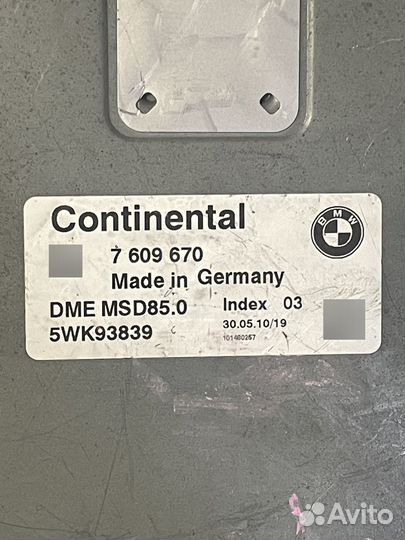 Continental
BMW
7 609 670
Made in Germany
DME MSD85.0 Index 03
5WK93839 30.05.10/19
101460257
Avito